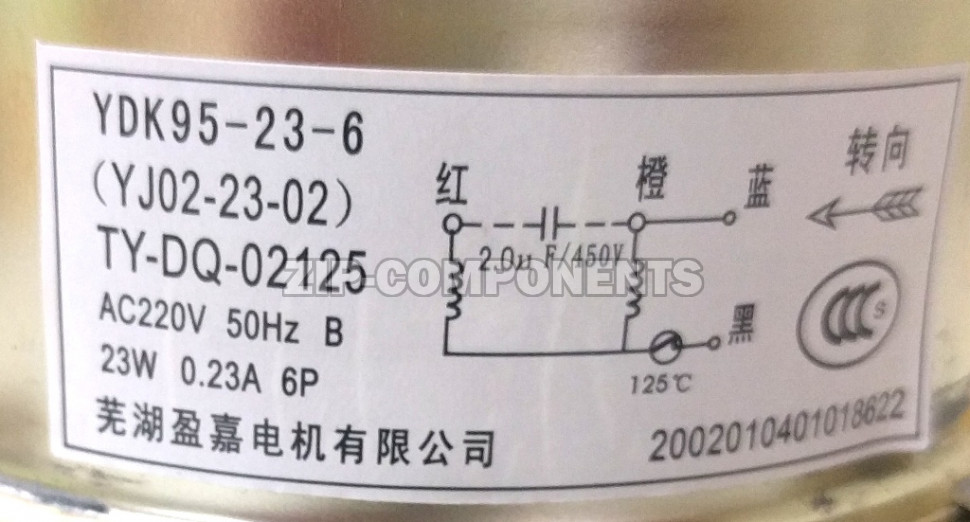 YDK95-23-6
(YJ02-23-02)
TY-DQ-02125
AC220V 50Hz B
23W 0.23A 6P
芜湖盈嘉电机有限公司
红
橙
蓝
转向
2.0μF/450V
黑
125℃
CCC S
2002010401018622
ZIP-COMPONENTS